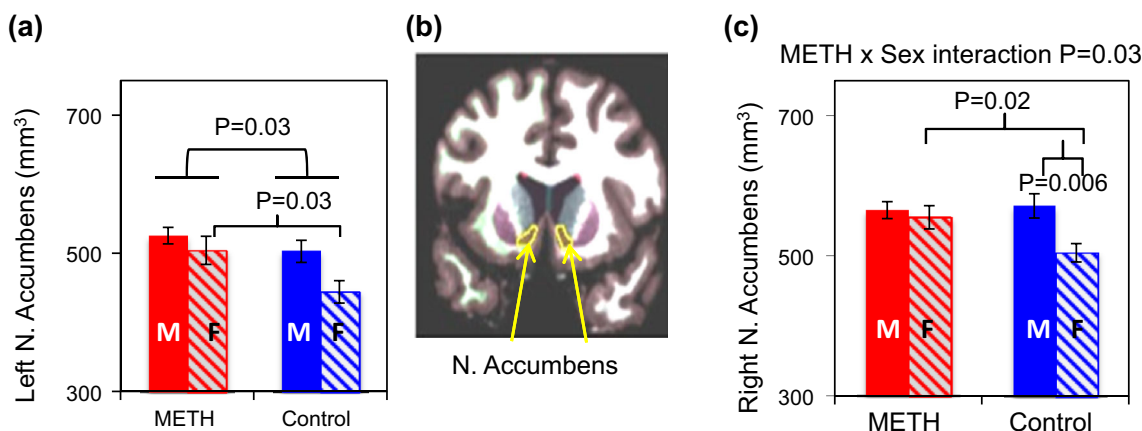 (a)
Left N. Accumbens (mm³)
700
500
300
P=0.03
P=0.03
M
F
M
F
METH
Control
(b)
N. Accumbens
(c)
METH x Sex interaction P=0.03
Right N. Accumbens (mm³)
700
500
300
P=0.02
P=0.006
M
F
M
F
METH
Control